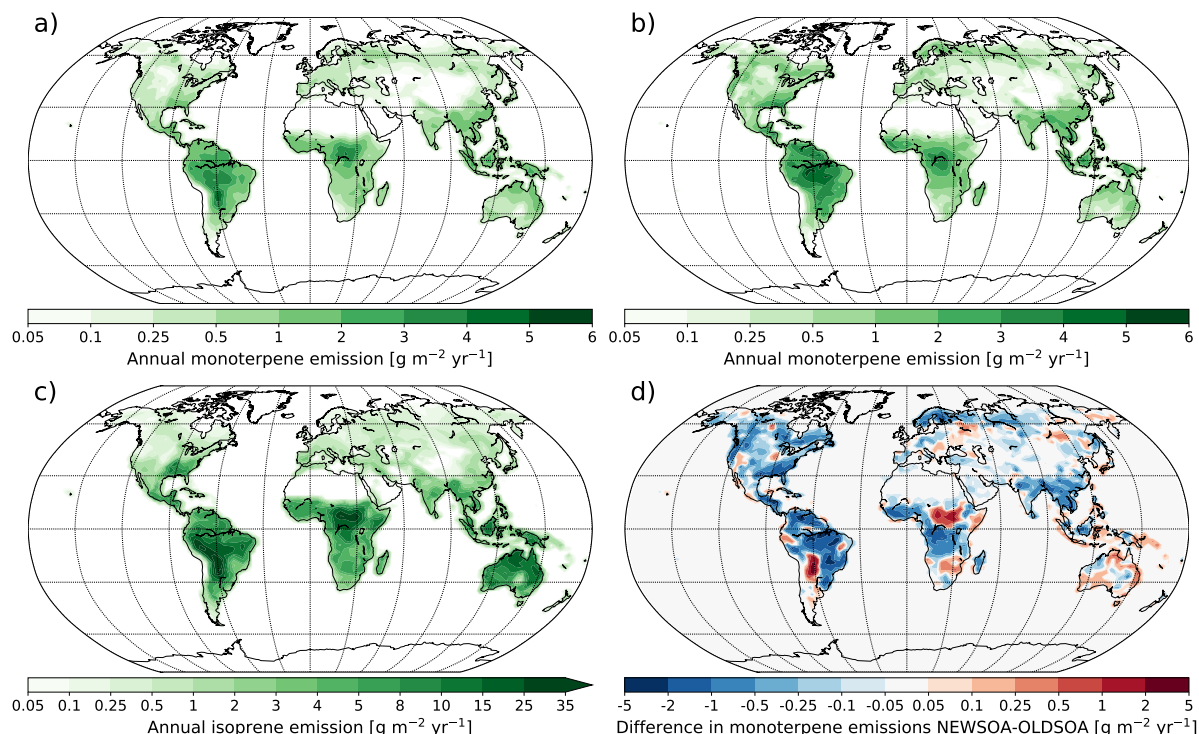 a)
b)
0.05 0.1 0.25 0.5 1 2 3 4 5 6
Annual monoterpene emission [g m⁻² yr⁻¹]
0.05 0.1 0.25 0.5 1 2 3 4 5 6
Annual monoterpene emission [g m⁻² yr⁻¹]
c)
d)
0.05 0.1 0.25 0.5 1 2 3 4 5 8 10 15 25 35
Annual isoprene emission [g m⁻² yr⁻¹]
-5 -2 -1 -0.5 -0.25 -0.1 -0.05 0.05 0.1 0.25 0.5 1 2 5
Difference in monoterpene emissions NEWSOA-OLDSOA [g m⁻² yr⁻¹]